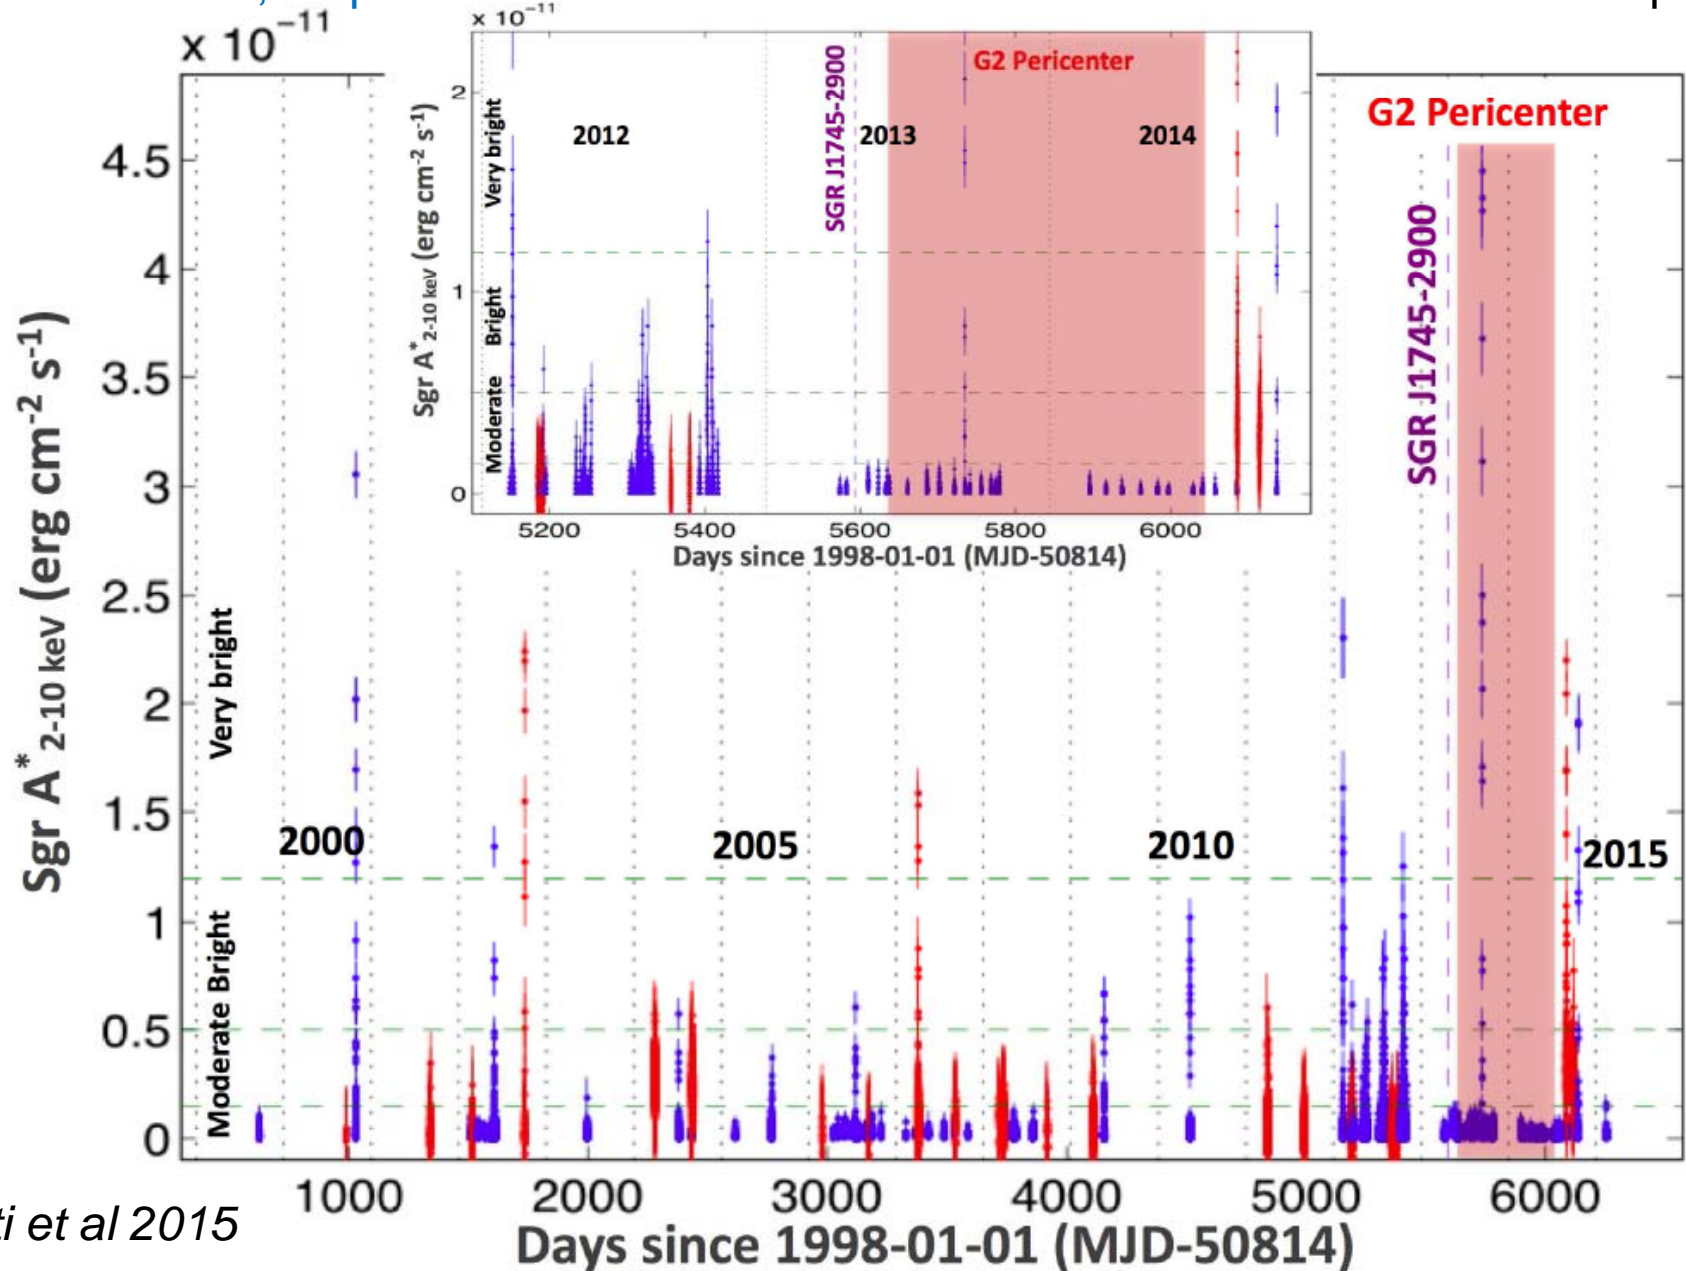 x 10⁻¹¹
x 10⁻¹¹
Sgr A*₂₋₁₀ keV (erg cm⁻² s⁻¹)
4.5
4
3.5
3
2.5
2
1.5
1
0.5
0
Very bright
Bright
Moderate
2000
2005
2010
2015
G2 Pericenter
SGR J1745-2900
Sgr A*₂₋₁₀ keV (erg cm⁻² s⁻¹)
2
1
0
Very bright
Bright
Moderate
2012
2013
2014
SGR J1745-2900
G2 Pericenter
5200 5400 5600 5800 6000
Days since 1998-01-01 (MJD-50814)
1000 2000 3000 4000 5000 6000
Days since 1998-01-01 (MJD-50814)
et al 2015